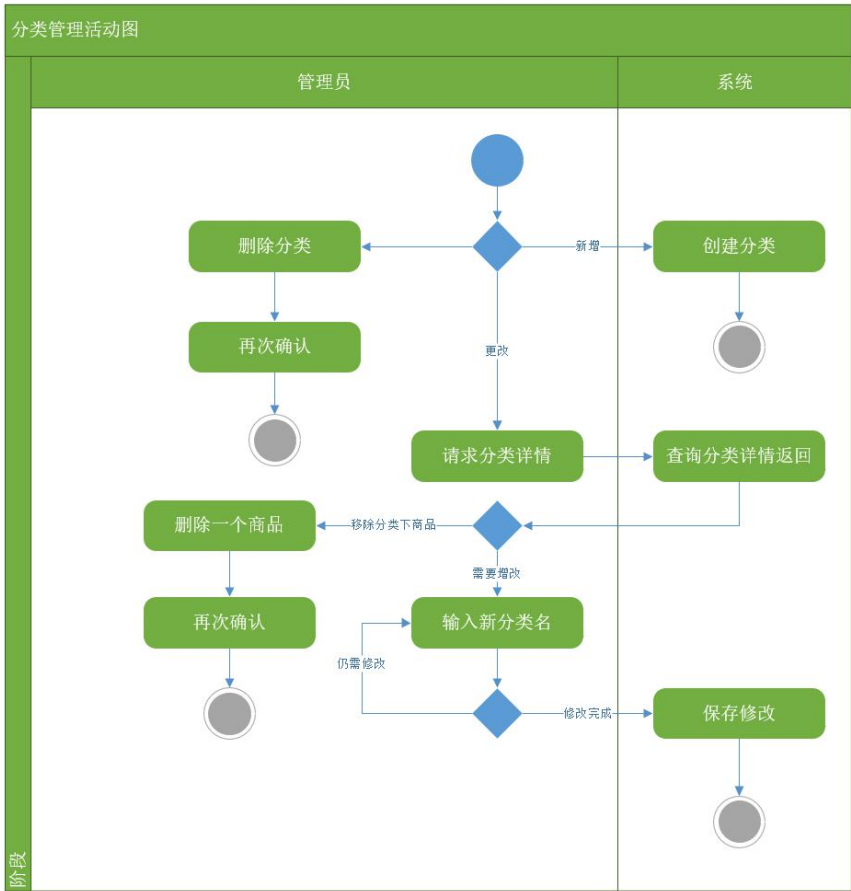 分类管理活动图
管理员
系统
删除分类
新增
创建分类
再次确认
更改
请求分类详情
查询分类详情返回
删除一个商品
移除分类下商品
需要增改
再次确认
输入新分类名
仍需修改
修改完成
保存修改
阶段